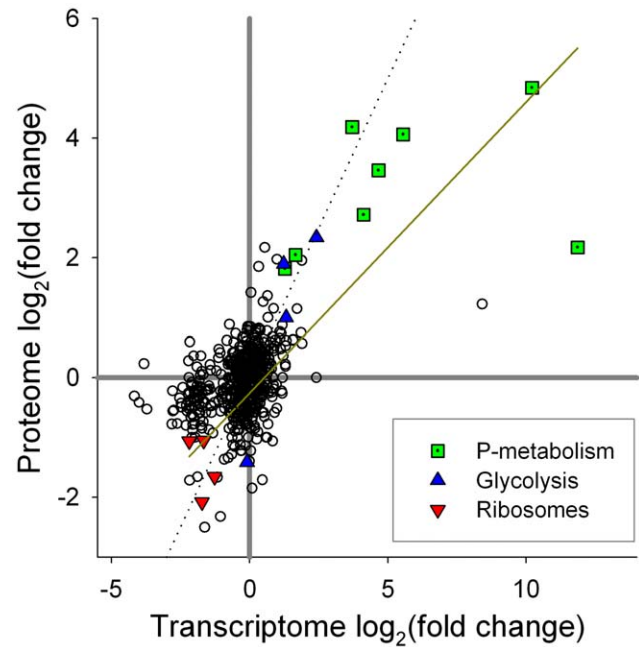 6
4
2
0
-2
Proteome log2(fold change)
P-metabolism
Glycolysis
Ribosomes
-5 0 5 10 14
Transcriptome log2(fold change)